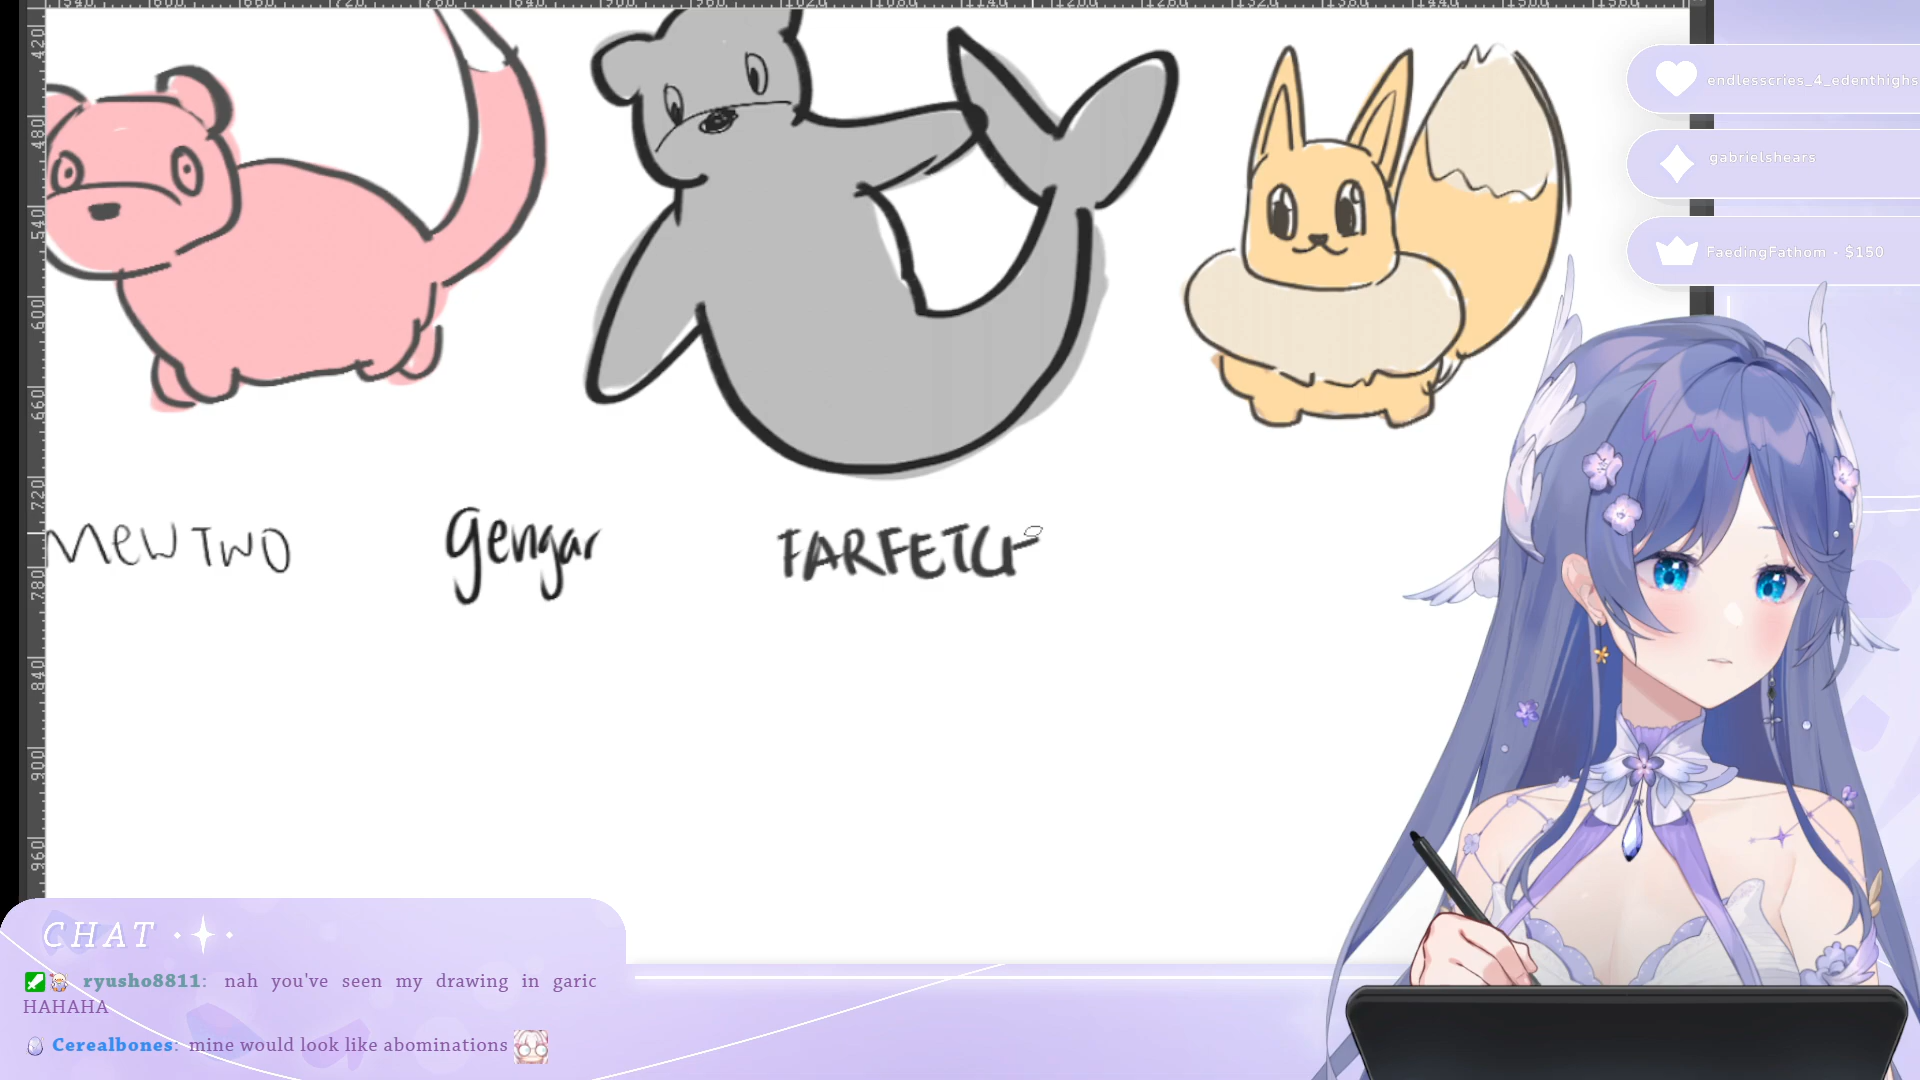 endlesscries_4_edenthighs
gabrielshears
FaedingFathom - $150
MEWTWO
gengar
FARFETCH
CHAT
ryusho8811: nah you've seen my drawing in garic
HAHAHA
Cerealbones: mine would look like abominations